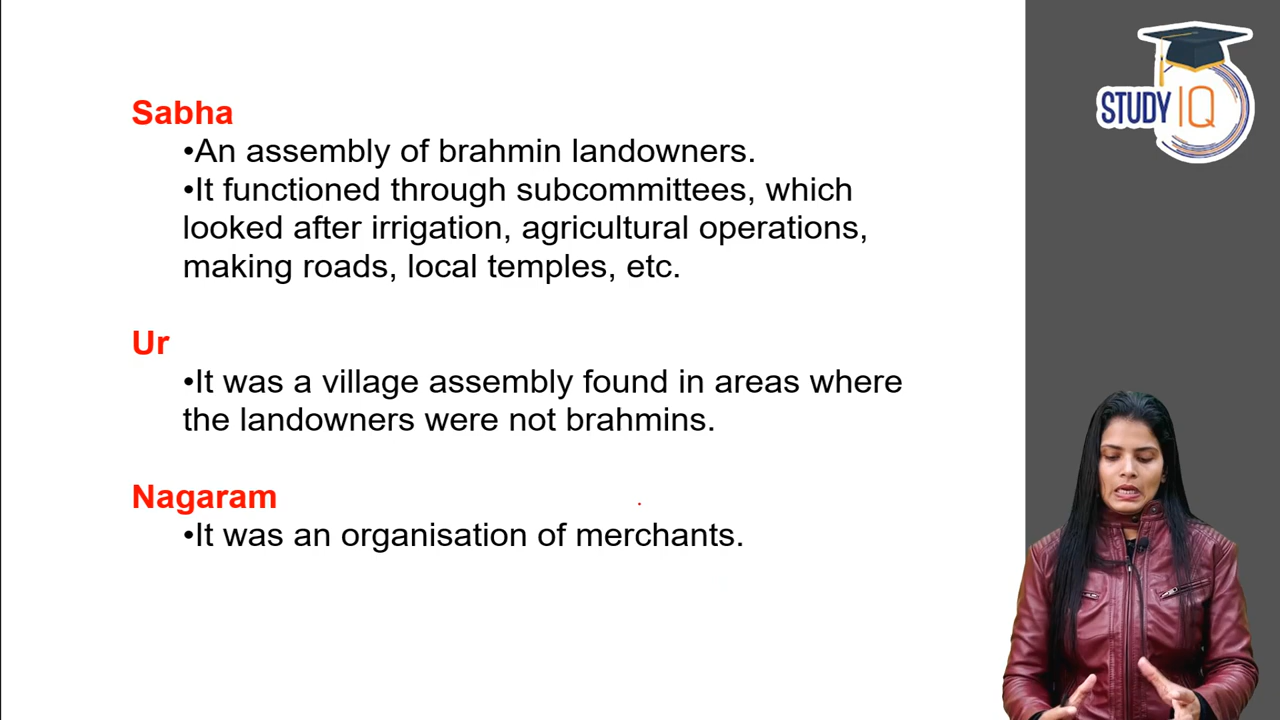 STUDY IQ
Sabha
•An assembly of brahmin landowners.
•It functioned through subcommittees, which
looked after irrigation, agricultural operations,
making roads, local temples, etc.
Ur
•It was a village assembly found in areas where
the landowners were not brahmins.
Nagaram
•It was an organisation of merchants.